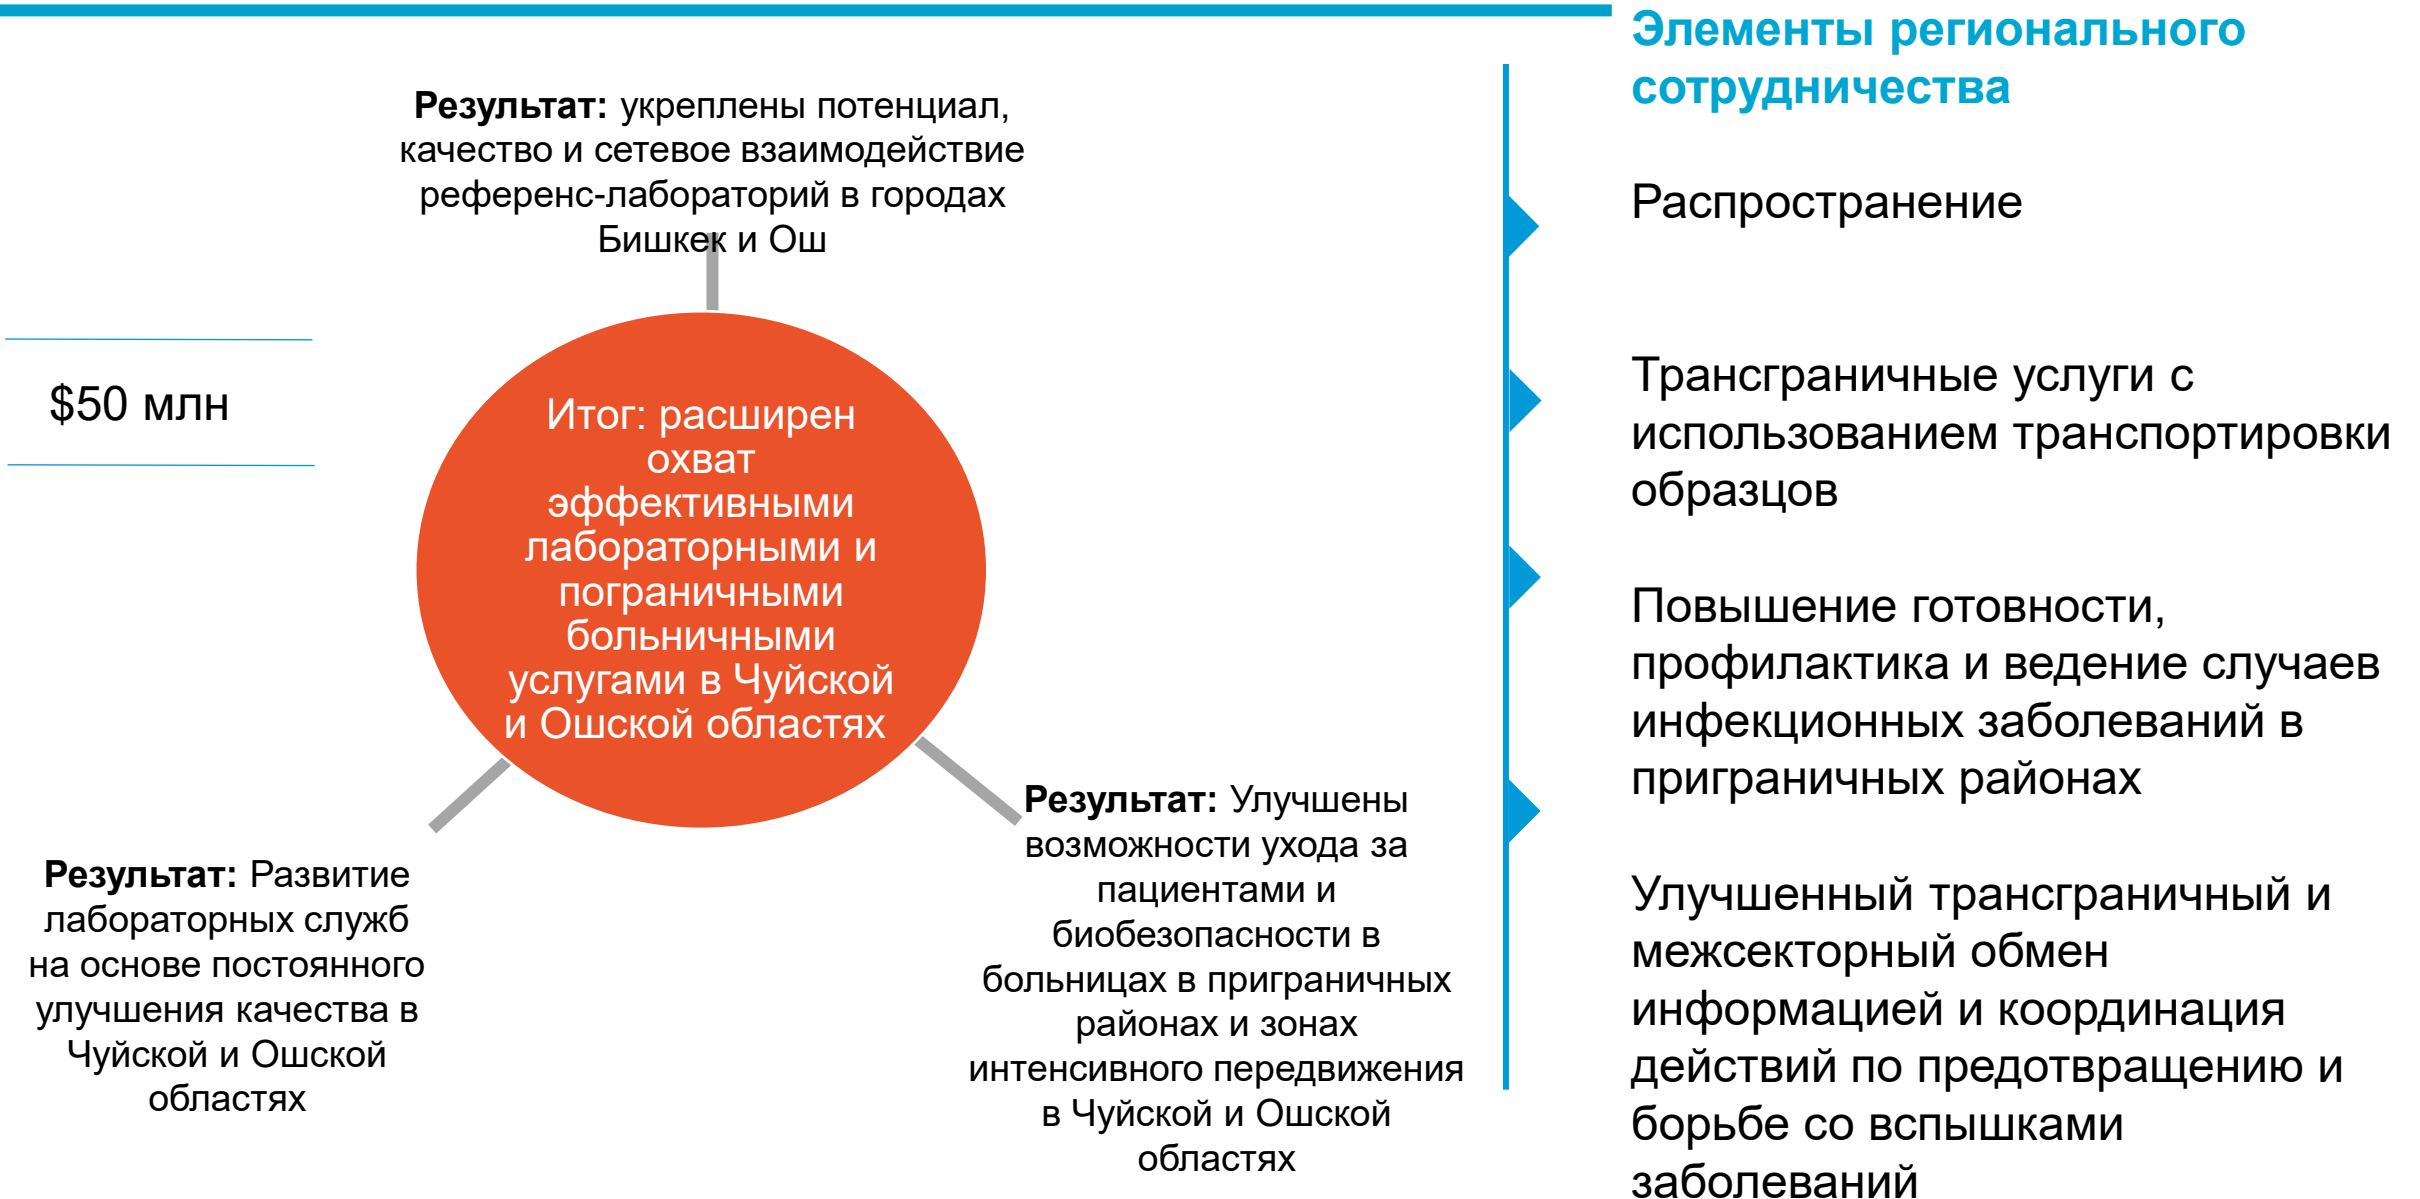 Результат: укреплены потенциал,
качество и сетевое взаимодействие
референс-лабораторий в городах
Бишкек и Ош
$50 млн
Итог: расширен
охват
эффективными
лабораторными и
пограничными
больничными
услугами в Чуйской
и Ошской областях
Результат: Развитие
лабораторных служб
на основе постоянного
улучшения качества в
Чуйской и Ошской
областях
Результат: Улучшены
возможности ухода за
пациентами и
биобезопасности в
больницах в приграничных
районах и зонах
интенсивного передвижения
в Чуйской и Ошской
областях
Элементы регионального
сотрудничества
Распространение
Трансграничные услуги с
использованием транспортировки
образцов
Повышение готовности,
профилактика и ведение случаев
инфекционных заболеваний в
приграничных районах
Улучшенный трансграничный и
межсекторный обмен
информацией и координация
действий по предотвращению и
борьбе со вспышками
заболеваний